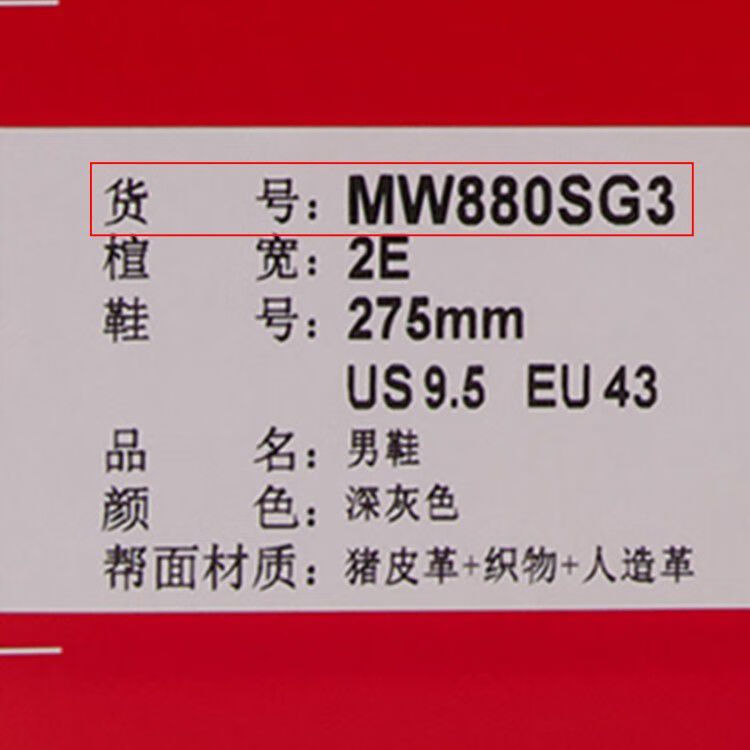 货 号：MW880SG3
楦 宽：2E
鞋 号：275mm
US 9.5 EU 43
品 名：男鞋
颜 色：深灰色
帮面材质：猪皮革+织物+人造革